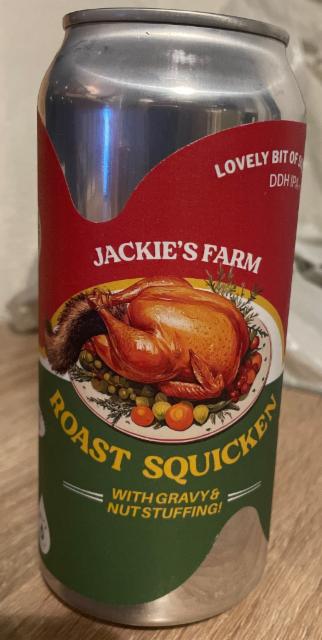 LOVELY BIT OF
DDH IPA
JACKIE'S FARM
ROAST SQUICKEN
WITH GRAVY &
NUT STUFFING!